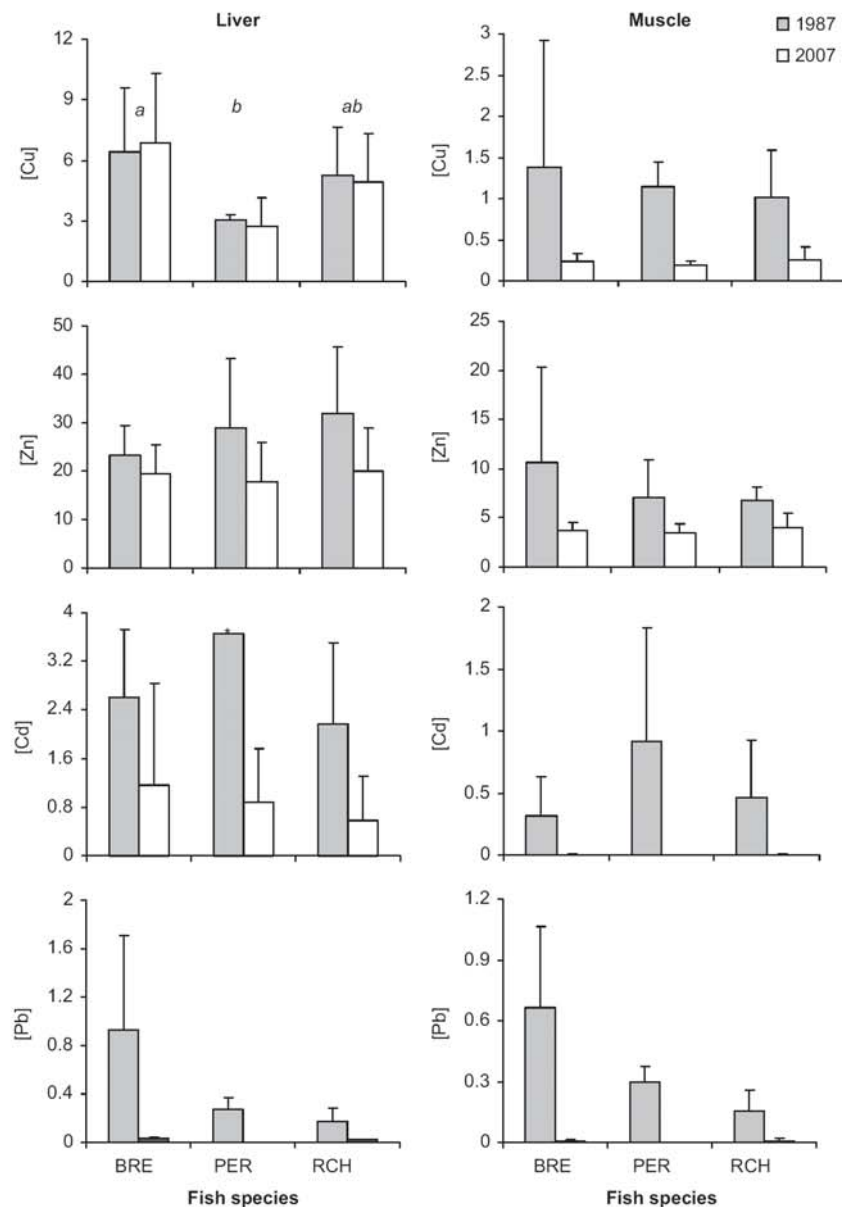 Liver
Muscle
1987
2007
[Cu]
12
9
6
3
0
a
b
ab
[Cu]
3
2.5
2
1.5
1
0.5
0
[Zn]
50
40
30
20
10
0
[Zn]
25
20
15
10
5
0
[Cd]
4
3.2
2.4
1.6
0.8
0
[Cd]
2
1.5
1
0.5
0
[Pb]
2
1.6
1.2
0.8
0.4
0
BRE PER RCH
Fish species
[Pb]
1.2
0.9
0.6
0.3
0
BRE PER RCH
Fish species